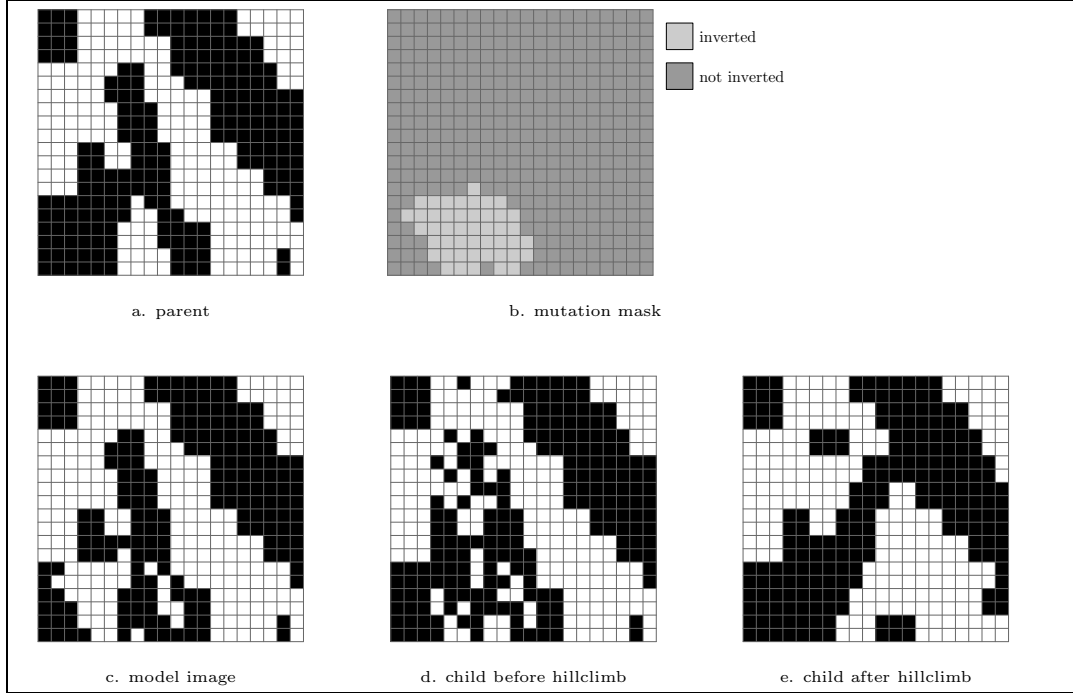 inverted
not inverted
a. parent
b. mutation mask
c. model image
d. child before hillclimb
e. child after hillclimb